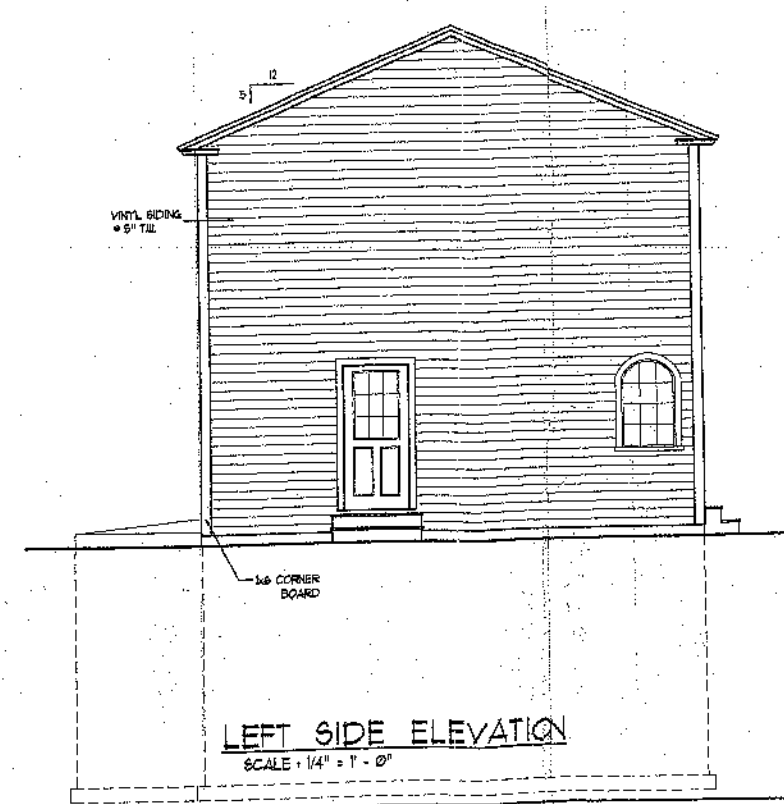 12
5
VINYL SIDING
• 5" T.W.
1x6 CORNER
BOARD
LEFT SIDE ELEVATION
SCALE : 1/4" = 1' - 0"